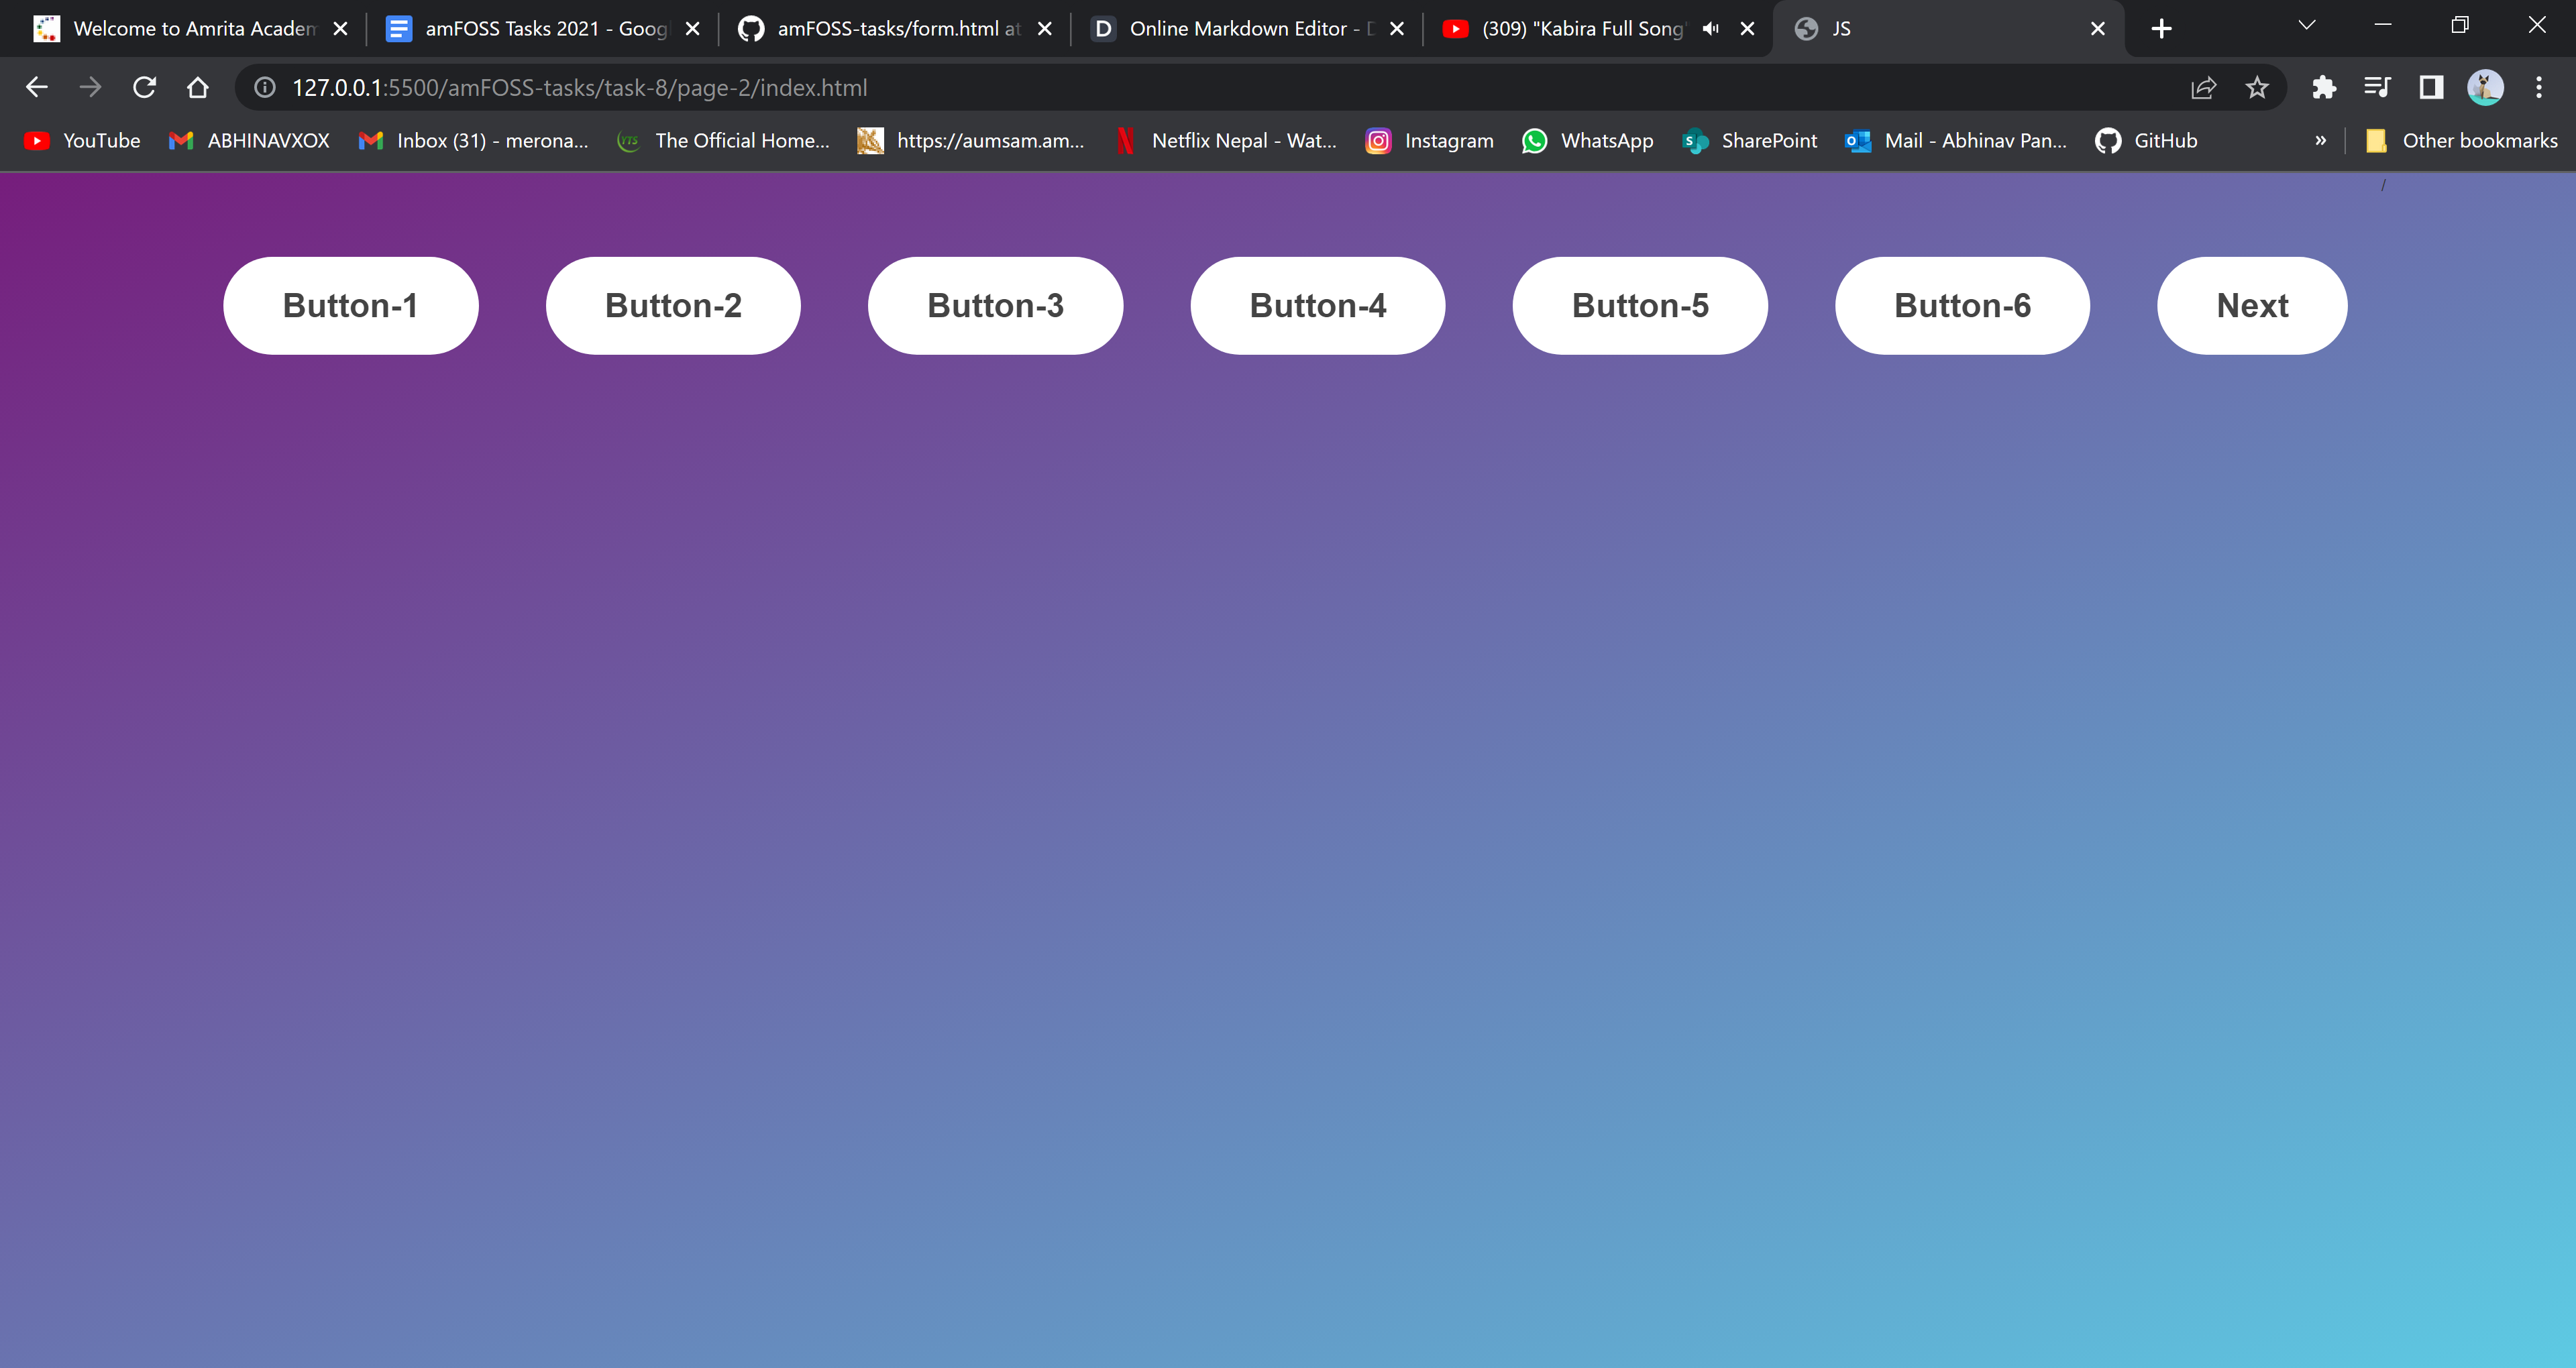 Welcome to Amrita Academ
amFOSS Tasks 2021 - Goog
amFOSS-tasks/form.html at
Online Markdown Editor - D
(309) "Kabira Full Song"
JS
127.0.0.1:5500/amFOSS-tasks/task-8/page-2/index.html
YouTube
ABHINAVXOX
Inbox (31) - merona...
YTS
The Official Home...
https://aumsam.am...
Netflix Nepal - Wat...
Instagram
WhatsApp
SharePoint
Mail - Abhinav Pan...
GitHub
»
Other bookmarks
/
Button-1
Button-2
Button-3
Button-4
Button-5
Button-6
Next